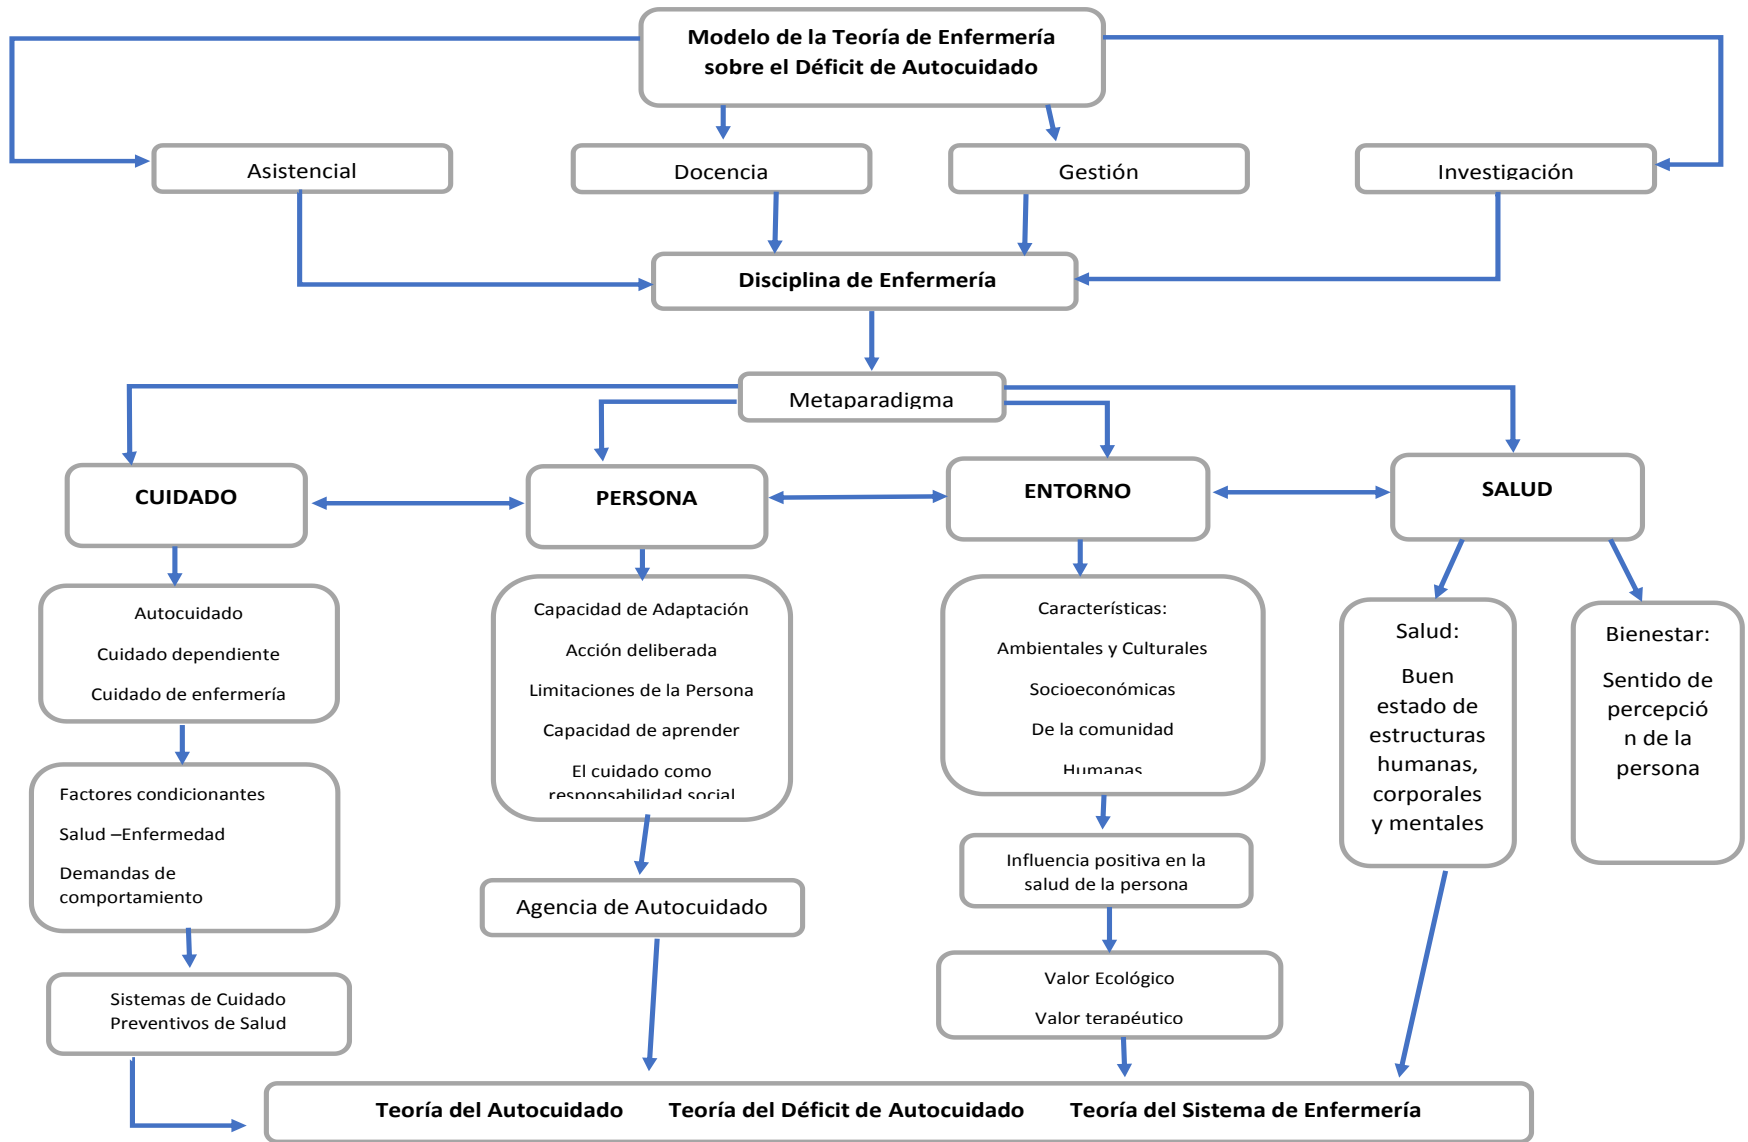 Modelo de la Teoría de Enfermería
sobre el Déficit de Autocuidado
Asistencial
Docencia
Gestión
Investigación
Disciplina de Enfermería
Metaparadigma
CUIDADO
PERSONA
ENTORNO
SALUD
Autocuidado
Cuidado dependiente
Cuidado de enfermería
Capacidad de Adaptación
Acción deliberada
Limitaciones de la Persona
Capacidad de aprender
El cuidado como
responsabilidad social
Características:
Ambientales y Culturales
Socioeconómicas
De la comunidad
Humanas
Salud:
Buen
estado de
estructuras
humanas,
corporales
y mentales
Bienestar:
Sentido de
percepció
n de la
persona
Factores condicionantes
Salud –Enfermedad
Demandas de
comportamiento
Agencia de Autocuidado
Influencia positiva en la
salud de la persona
Sistemas de Cuidado
Preventivos de Salud
Valor Ecológico
Valor terapéutico
Teoría del Autocuidado Teoría del Déficit de Autocuidado Teoría del Sistema de Enfermería